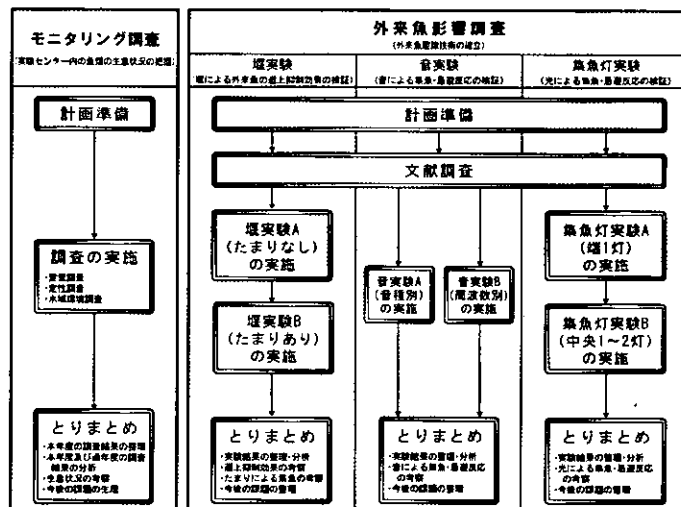 モニタリング調査
(実験センター内の魚類の生息状況の把握)
計画準備
調査の実施
・定性調査
・水域環境調査
とりまとめ
・本年度の調査結果の整理
・本年度及び過年度の調査
結果の分析
・生息状況の考察
・今後の課題の整理
外来魚影響調査
(外来魚駆除技術の確立)
堰実験
(堰による外来魚の遡上抑制効果の検証)
音実験
(音による集魚・忌避反応の検証)
集魚灯実験
(光による集魚・忌避反応の検証)
計画準備
文献調査
堰実験A
(たまりなし)
の実施
堰実験B
(たまりあり)
の実施
音実験A
(音種別)
の実施
音実験B
(周波数別)
の実施
集魚灯実験A
(端1灯)
の実施
集魚灯実験B
(中央1～2灯)
の実施
とりまとめ
・実験結果の整理・分析
・遡上抑制効果の考察
・たまりによる集魚の考察
・今後の課題の整理
とりまとめ
・実験結果の整理・分析
・音による集魚・忌避反応
の考察
・今後の課題の整理
とりまとめ
・実験結果の整理・分析
・光による集魚・忌避反応
の考察
・今後の課題の整理